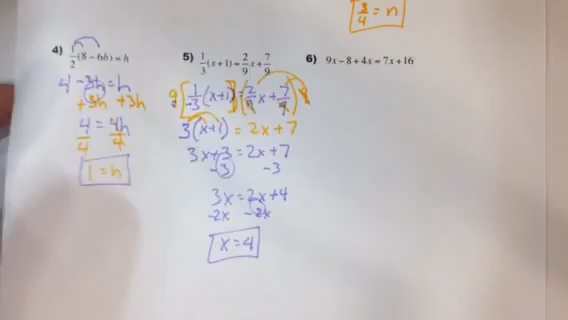 3/4 = n
4) 1/2(8 - 6h) = h
4 - 3h = h
+3h +3h
4/4 = 4h/4
1 = h
5) 1/3(x+1) = 2/9x + 7/9
9[1/3(x+1)] = (2/9x + 7/9)9
3(x+1) = 2x+7
3x+3 = 2x+7
-3 -3
3x = 2x+4
-2x -2x
x = 4
6) 9x - 8 + 4x = 7x + 16